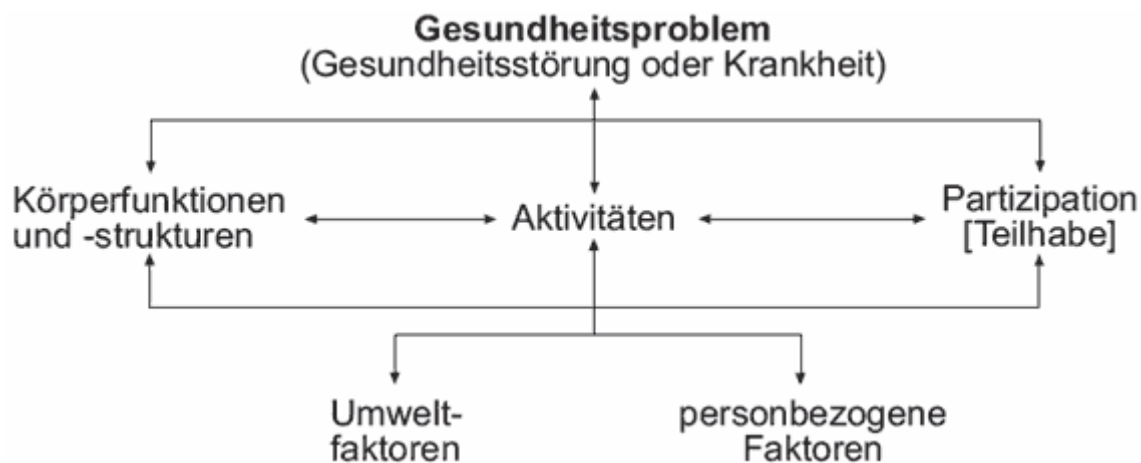 Gesundheitsproblem
(Gesundheitsstörung oder Krankheit)
Körperfunktionen
und -strukturen
Aktivitäten
Partizipation
[Teilhabe]
Umwelt-
faktoren
personbezogene
Faktoren